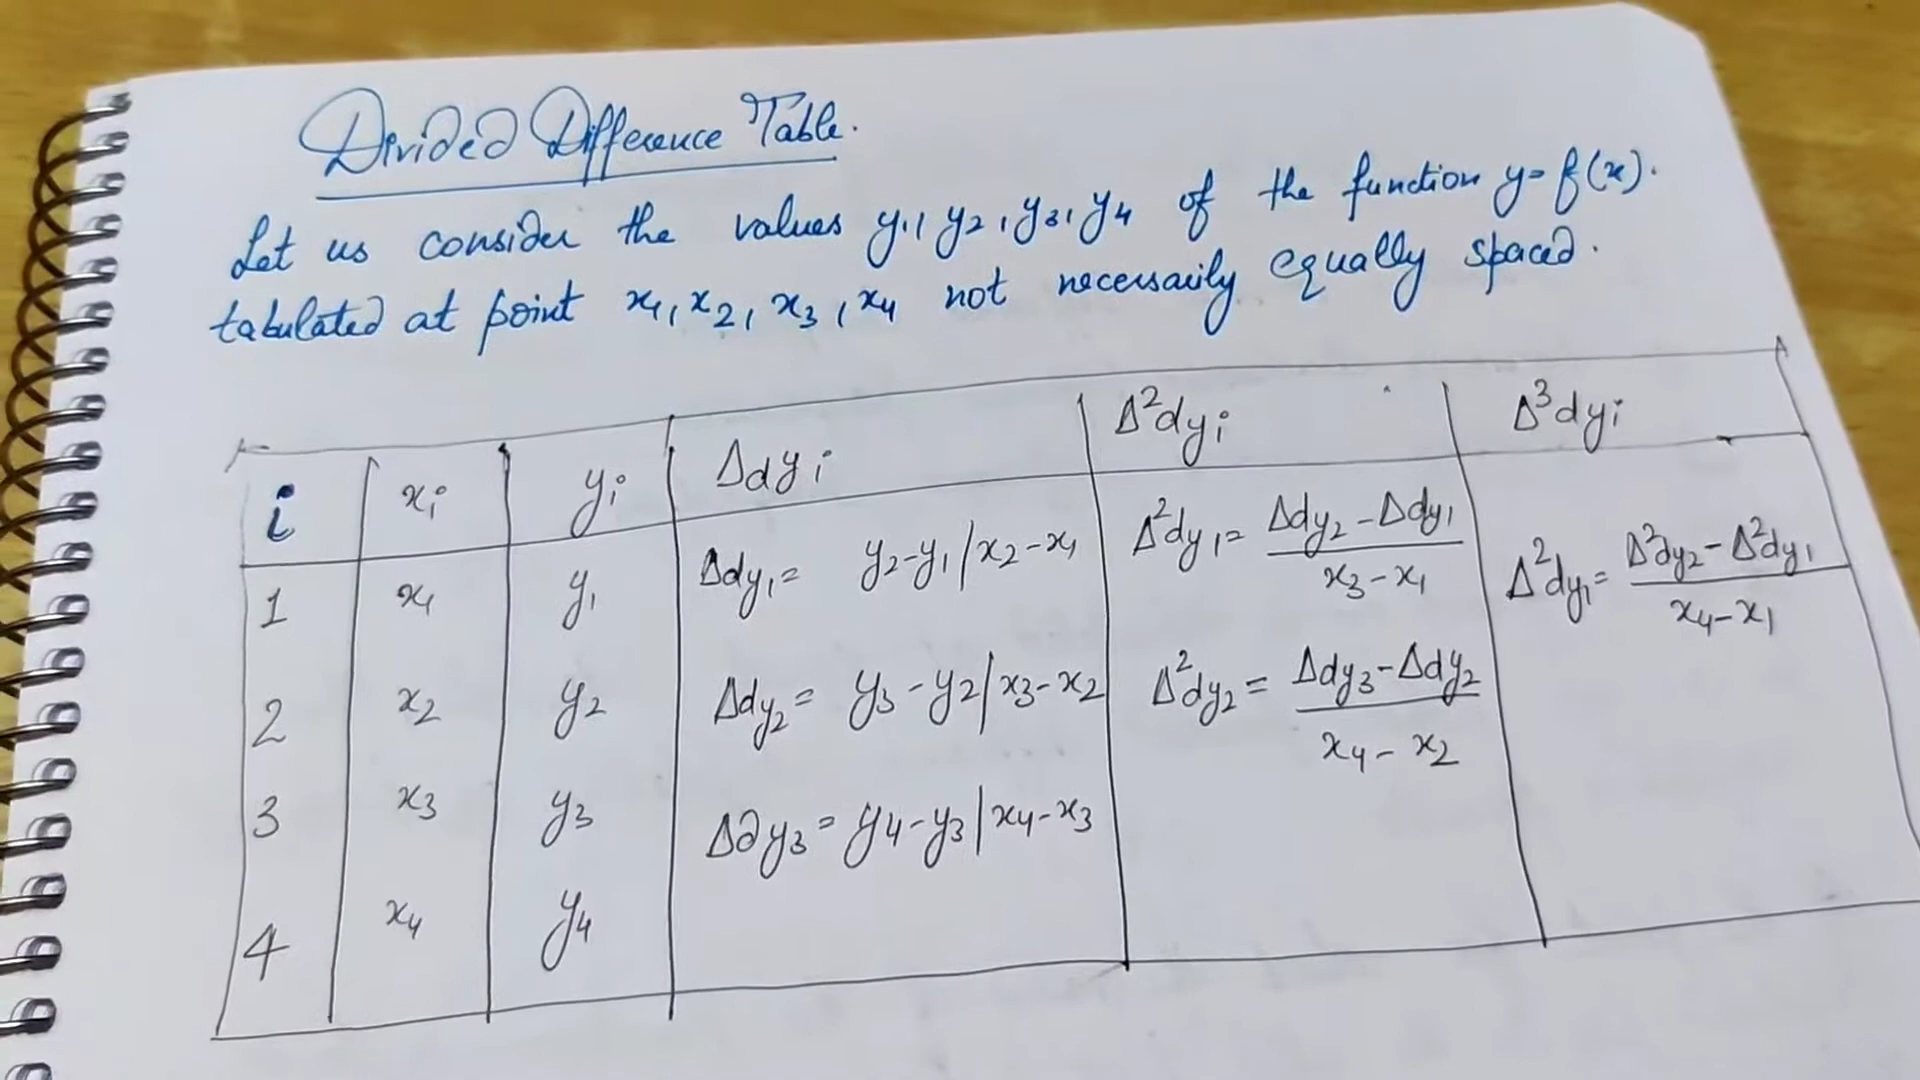 Divided Difference Table.
Let us consider the values y1, y2, y3, y4 of the function y=f(x).
tabulated at point x1, x2, x3, x4 not necessarily equally spaced.
i xi yi Δdyi Δ²dyi Δ³dyi
1 x1 y1 Δdy1= y2-y1/x2-x1 Δ²dy1= Δdy2-Δdy1/x3-x1 Δ²dy1= Δ²dy2-Δ²dy1/x4-x1
2 x2 y2 Δdy2= y3-y2/x3-x2 Δ²dy2= Δdy3-Δdy2/x4-x2
3 x3 y3 Δdy3= y4-y3/x4-x3
4 x4 y4